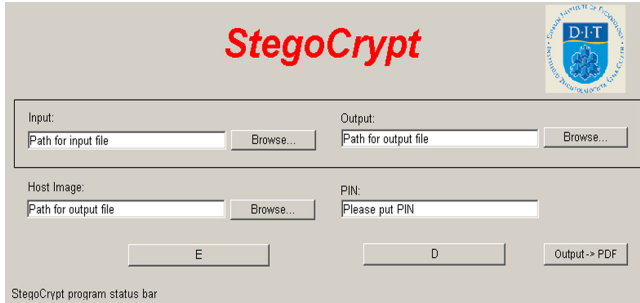 StegoCrypt
D·I·T
Input:
Path for input file
Browse...
Output:
Path for output file
Browse...
Host Image:
Path for output file
Browse...
PIN:
Please put PIN
E
D
Output-> PDF
StegoCrypt program status bar